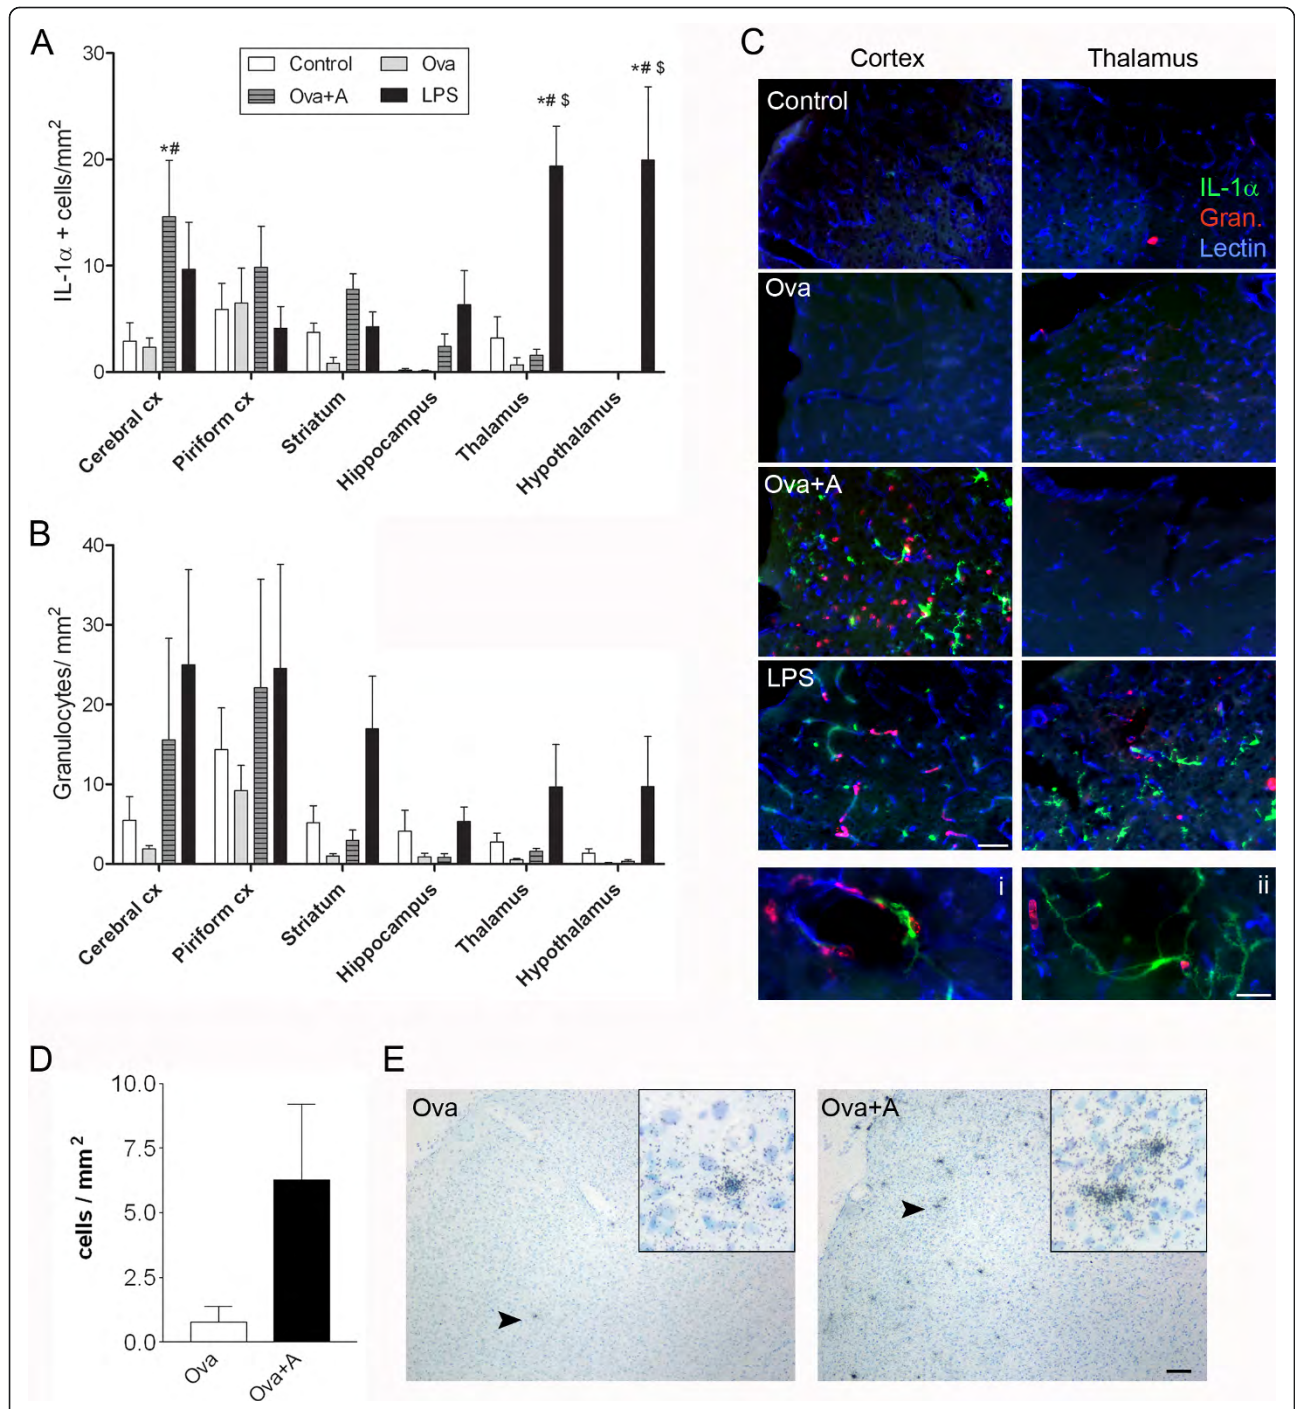 A
Control
Ova
Ova+A
LPS
IL-1α + cells/mm2
30
20
10
0
*#
*# $
*# $
Cerebral cx
Piriform cx
Striatum
Hippocampus
Thalamus
Hypothalamus
B
Granulocytes/ mm2
40
30
20
10
0
Cerebral cx
Piriform cx
Striatum
Hippocampus
Thalamus
Hypothalamus
C
Cortex
Thalamus
Control
IL-1α
Gran.
Lectin
Ova
Ova+A
LPS
i
ii
D
cells / mm2
10.0
7.5
5.0
2.5
0.0
Ova
Ova+A
E
Ova
Ova+A